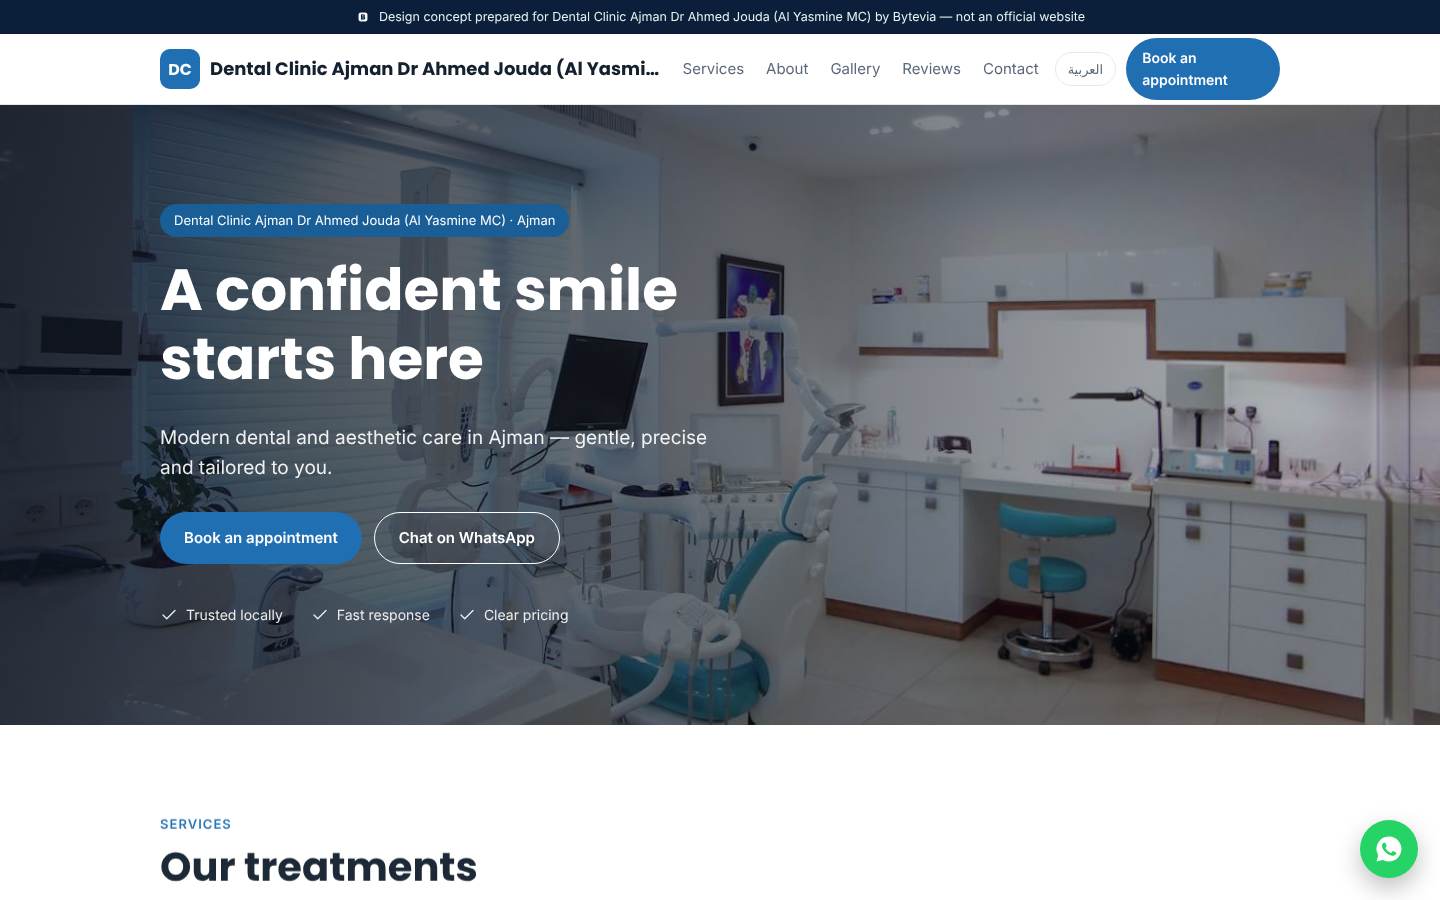 Design concept prepared for Dental Clinic Ajman Dr Ahmed Jouda (Al Yasmine MC) by Bytevia — not an official website
DC
Dental Clinic Ajman Dr Ahmed Jouda (Al Yasmi...
Services
About
Gallery
Reviews
Contact
العربية
Book an
appointment
Dental Clinic Ajman Dr Ahmed Jouda (Al Yasmine MC) · Ajman
A confident smile
starts here
Modern dental and aesthetic care in Ajman — gentle, precise
and tailored to you.
Book an appointment
Chat on WhatsApp
Trusted locally
Fast response
Clear pricing
SERVICES
Our treatments